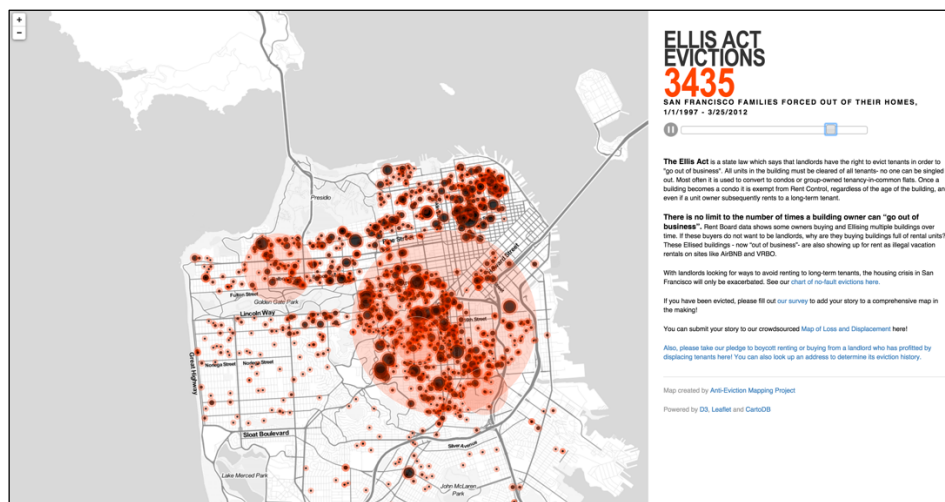 +
−
ELLIS ACT
EVICTIONS
3435
SAN FRANCISCO FAMILIES FORCED OUT OF THEIR HOMES,
1/1/1997 - 3/25/2012
The Ellis Act is a state law which says that landlords have the right to evict tenants in order to
"go out of business". All units in the building must be cleared of all tenants- no one can be singled
out. Most often it is used to convert to condos or group-owned tenancy-in-common flats. Once a
building becomes a condo it is exempt from Rent Control, regardless of the age of the building, an
even if a unit owner subsequently rents to a long-term tenant.
There is no limit to the number of times a building owner can "go out of
business". Rent Board data shows some owners buying and Ellising multiple buildings over
time. If these buyers do not want to be landlords, why are they buying buildings full of rental units?
These Ellised buildings - now "out of business"- are also showing up for rent as illegal vacation
rentals on sites like AirBNB and VRBO.
With landlords looking for ways to avoid renting to long-term tenants, the housing crisis in San
Francisco will only be exacerbated. See our chart of no-fault evictions here.
If you have been evicted, please fill out our survey to add your story to a comprehensive map in
the making!
You can submit your story to our crowdsourced Map of Loss and Displacement here!
Also, please take our pledge to boycott renting or buying from a landlord who has profitted by
displacing tenants here! You can also look up an address to determine its eviction history.
Map created by Anti-Eviction Mapping Project
Powered by D3, Leaflet and CartoDB
Presidio
Pine Street
Fulton Street
Golden Gate Park
Lincoln Way
Great Highway
Noriega Street
Noriega Street
Sloat Boulevard
Silver Avenue
Lake Merced Park
John McLaren
Park